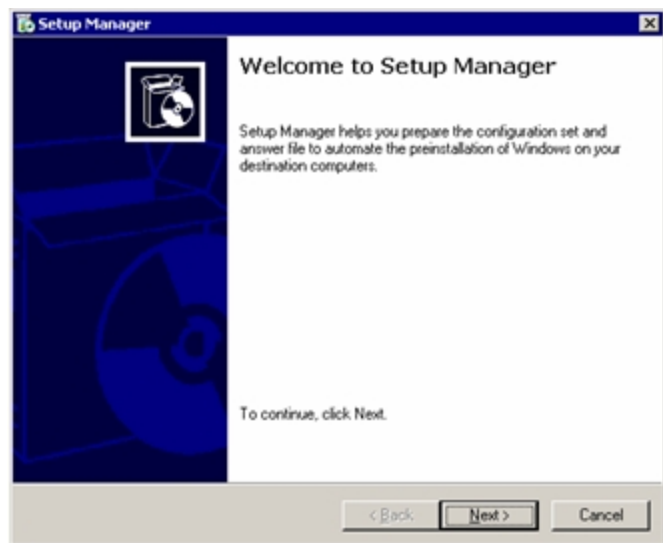 Setup Manager
Welcome to Setup Manager
Setup Manager helps you prepare the configuration set and
answer file to automate the preinstallation of Windows on your
destination computers.
To continue, click Next.
< Back
Next >
Cancel